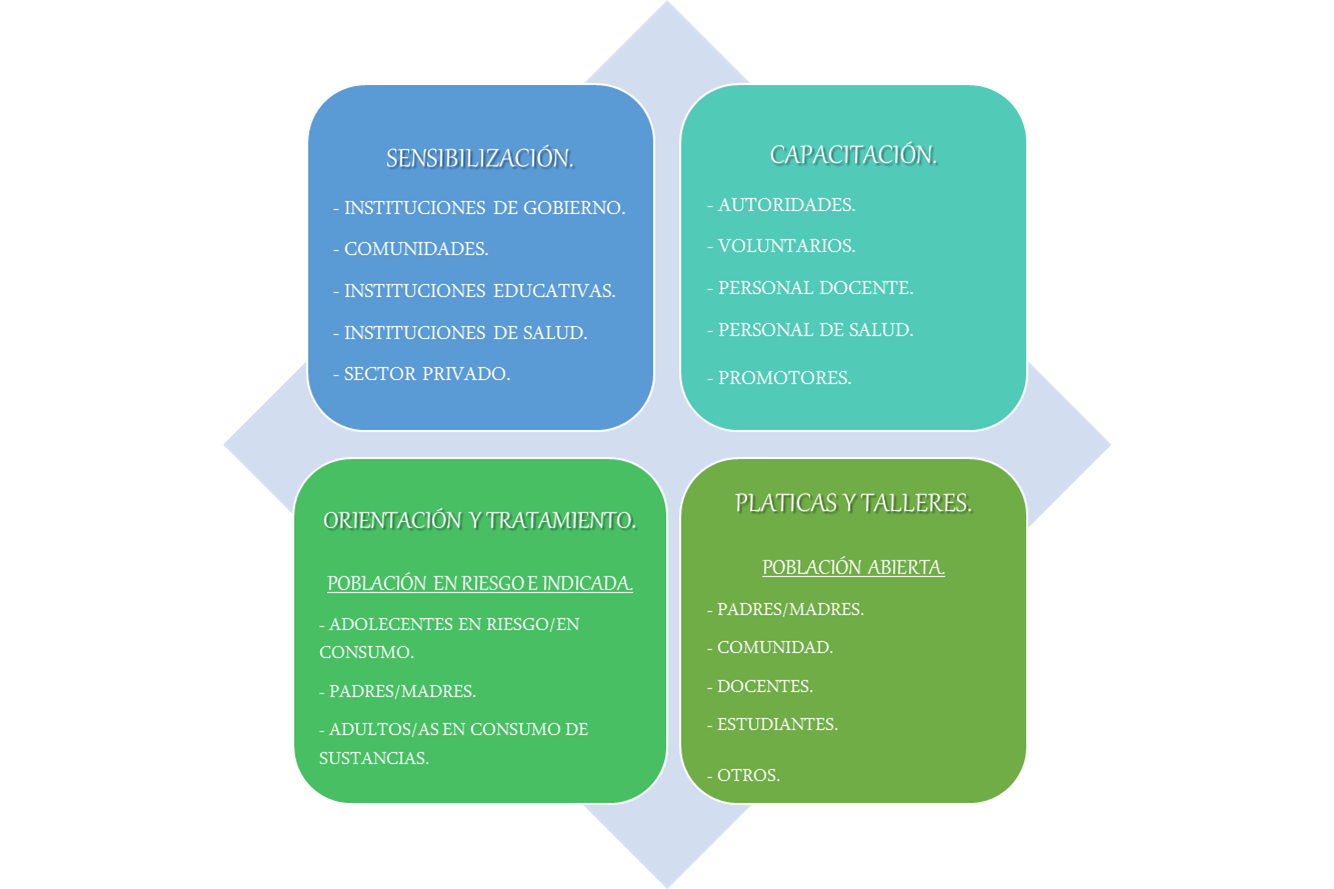 SENSIBILIZACIÓN.
- INSTITUCIONES DE GOBIERNO.
- COMUNIDADES.
- INSTITUCIONES EDUCATIVAS.
- INSTITUCIONES DE SALUD.
- SECTOR PRIVADO.
CAPACITACIÓN.
- AUTORIDADES.
- VOLUNTARIOS.
- PERSONAL DOCENTE.
- PERSONAL DE SALUD.
- PROMOTORES.
ORIENTACIÓN Y TRATAMIENTO.
POBLACIÓN EN RIESGO E INDICADA.
- ADOLECENTES EN RIESGO/EN
CONSUMO.
- PADRES/MADRES.
- ADULTOS/AS EN CONSUMO DE
SUSTANCIAS.
PLATICAS Y TALLERES.
POBLACIÓN ABIERTA.
- PADRES/MADRES.
- COMUNIDAD.
- DOCENTES.
- ESTUDIANTES.
- OTROS.